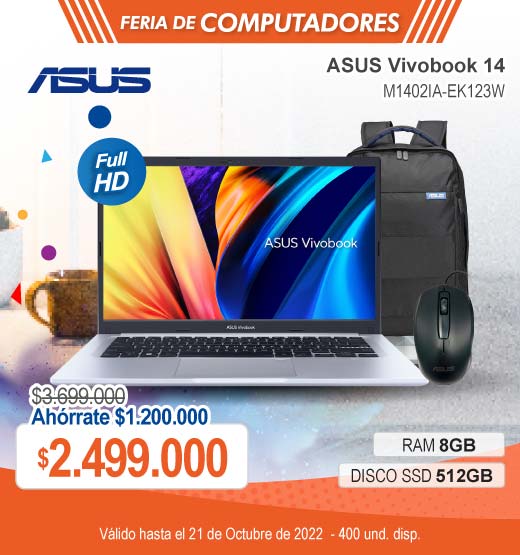 FERIA DE COMPUTADORES
ASUS Vivobook 14
M1402IA-EK123W
ASUS
Full
HD
ASUS
ASUS Vivobook
ASUS Vivobook
ASUS
$3.699.000
Ahórrate $1.200.000
$2.499.000
RAM 8GB
DISCO SSD 512GB
Válido hasta el 21 de Octubre de 2022 - 400 und. disp.